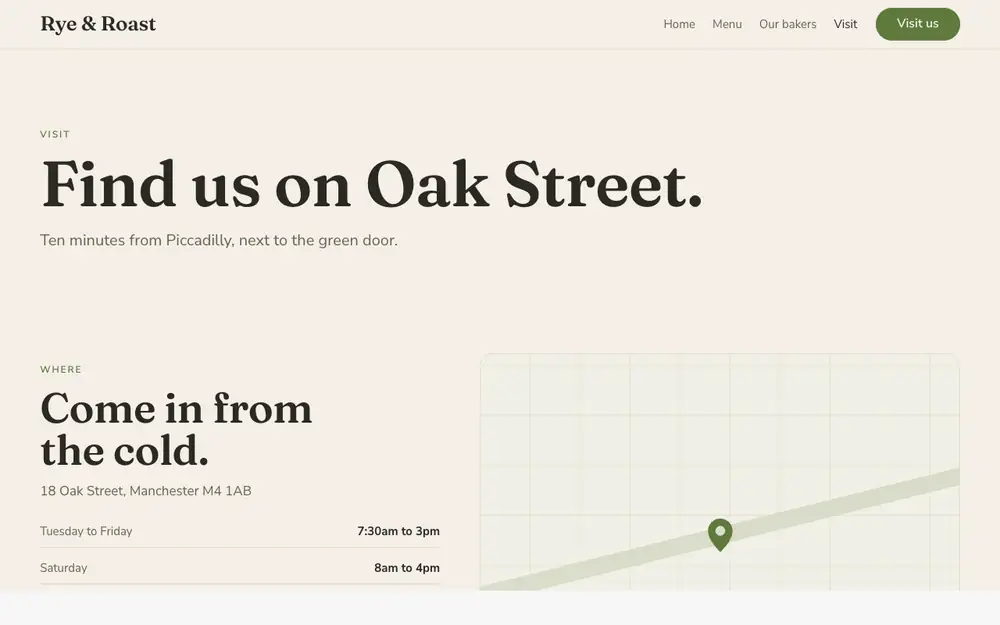 Rye & Roast
Home Menu Our bakers Visit Visit us
VISIT
Find us on Oak Street.
Ten minutes from Piccadilly, next to the green door.
WHERE
Come in from
the cold.
18 Oak Street, Manchester M4 1AB
Tuesday to Friday 7:30am to 3pm
Saturday 8am to 4pm